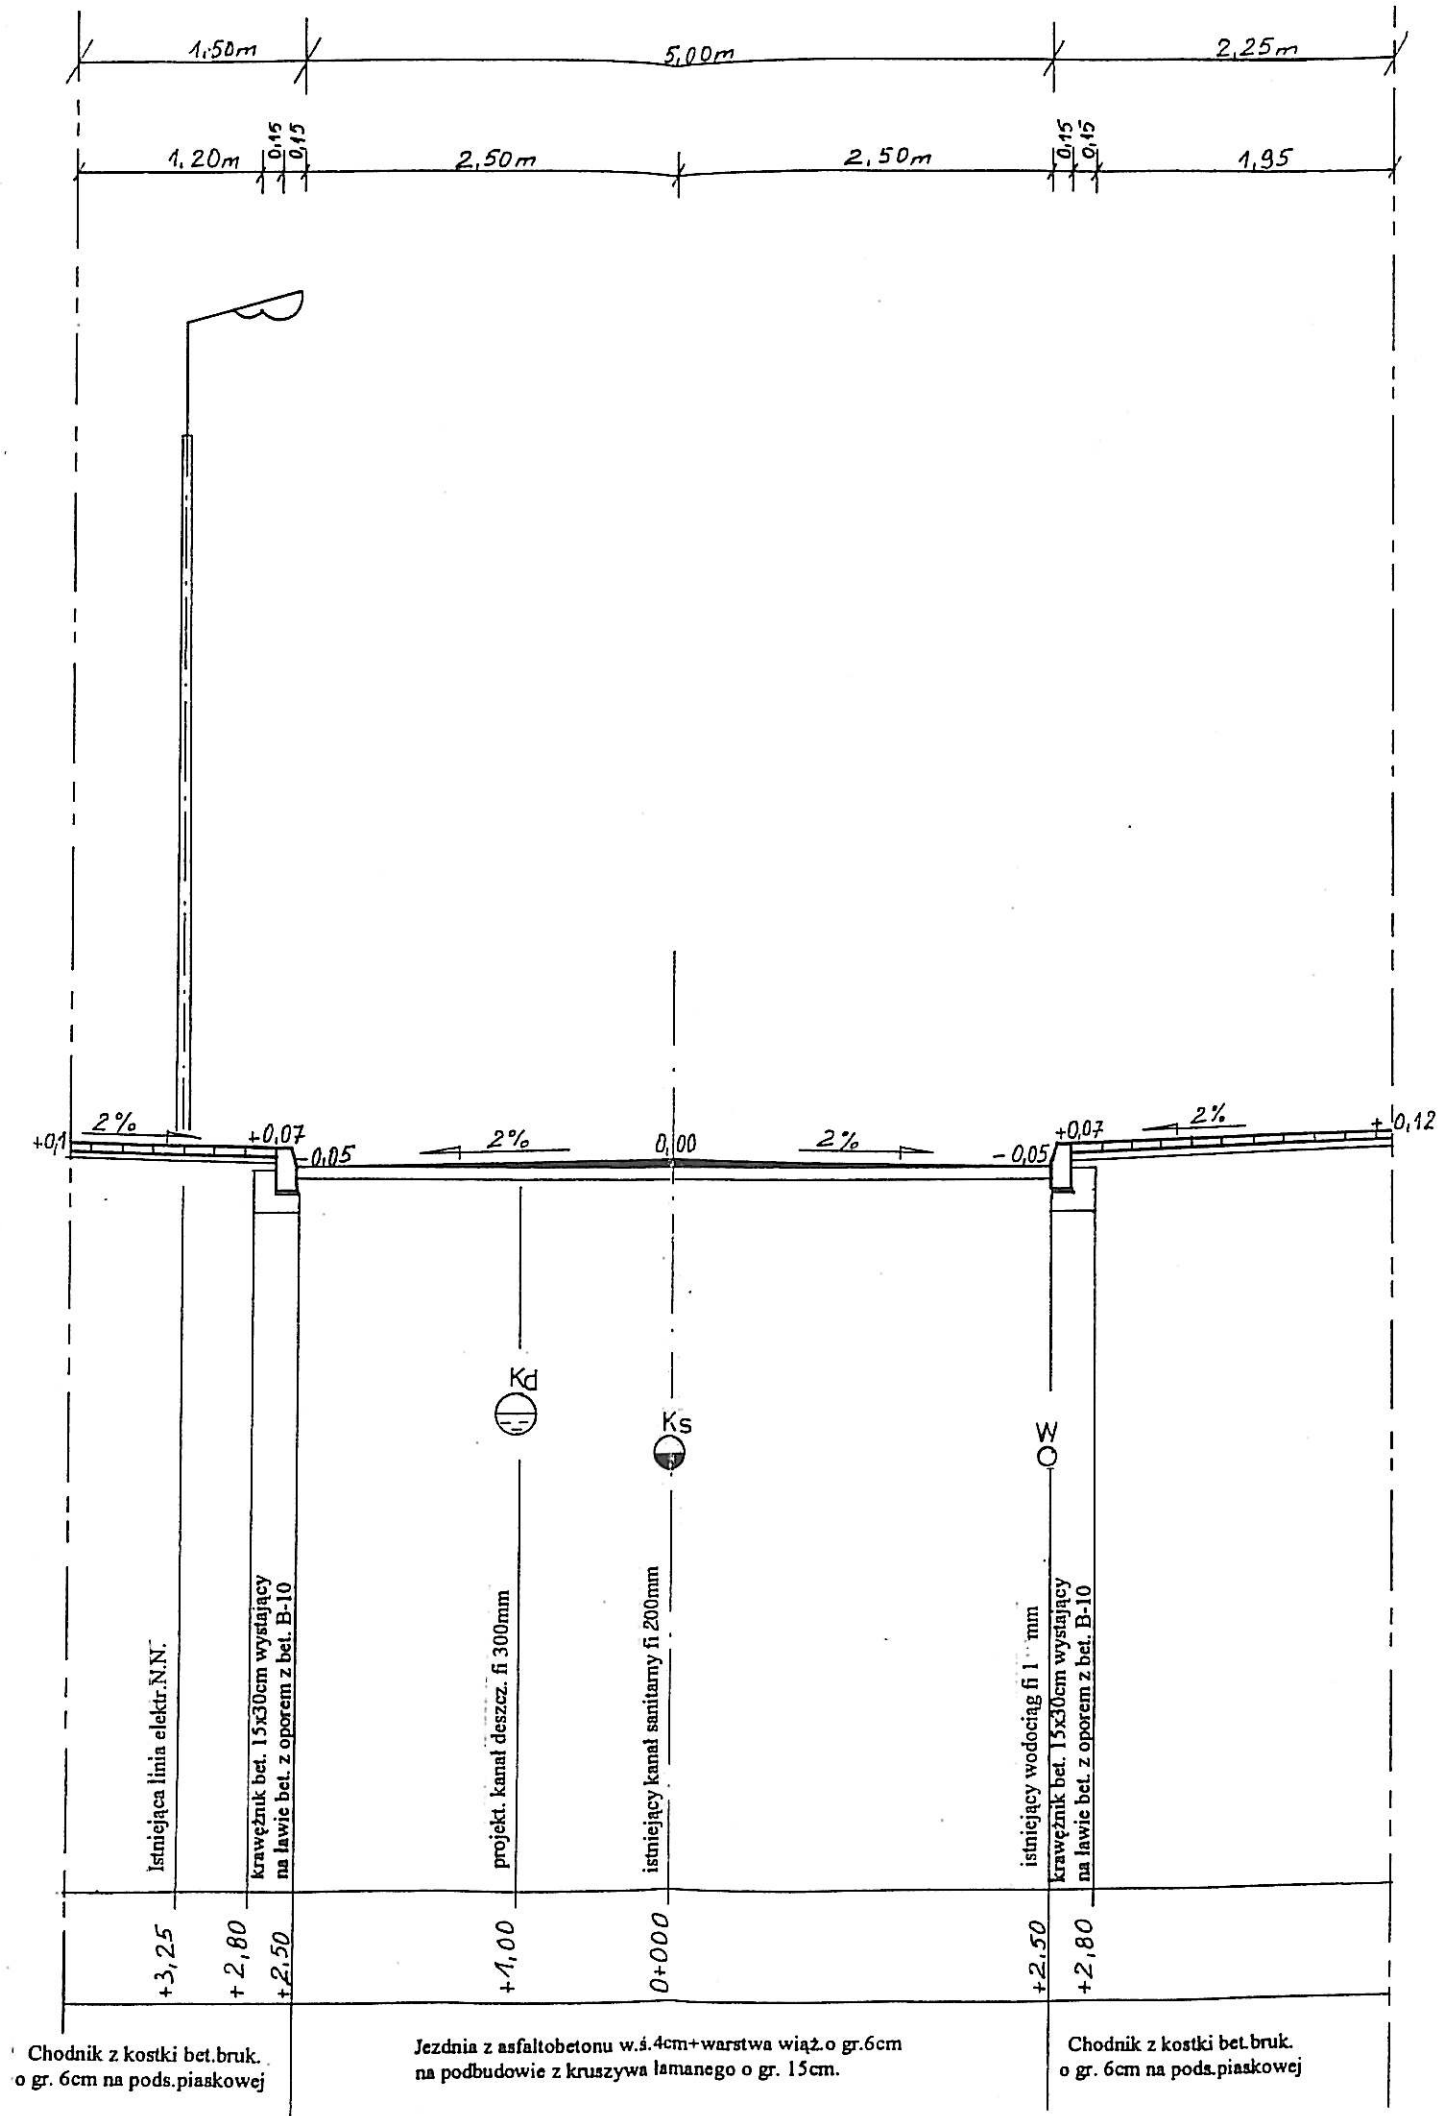 1,50m
5,00m
2,25m
1,20m
0,15
0,15
2,50m
2,50m
0,15
0,15
1,95
+0,1
2%
+0,07
-0,05
2%
0,00
2%
-0,05
+0,07
2%
+0,12
Kd
Ks
W
Istniejąca linia elektr.N.N.
krawężnik bet. 15x30cm wystający
na ławie bet. z oporem z bet. B-10
projekt. kanał deszcz. fi 300mm
istniejący kanał sanitarny fi 200mm
istniejący wodociąg fi 1 mm
krawężnik bet. 15x30cm wystający
na ławie bet. z oporem z bet. B-10
+3,25
+2,80
+2,50
+1,00
0+000
+2,50
+2,80
Chodnik z kostki bet.bruk.
o gr. 6cm na pods.piaskowej
Jezdnia z asfaltobetonu w.ś.4cm+warstwa wiąż.o gr.6cm
na podbudowie z kruszywa łamanego o gr. 15cm.
Chodnik z kostki bet.bruk.
o gr. 6cm na pods.piaskowej